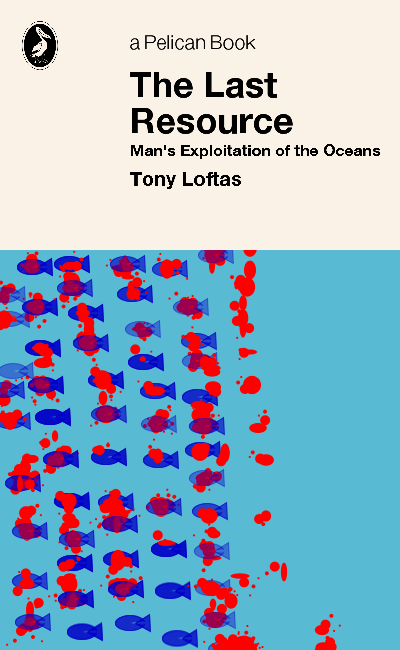 a Pelican Book
The Last
Resource
Man's Exploitation of the Oceans
Tony Loftas